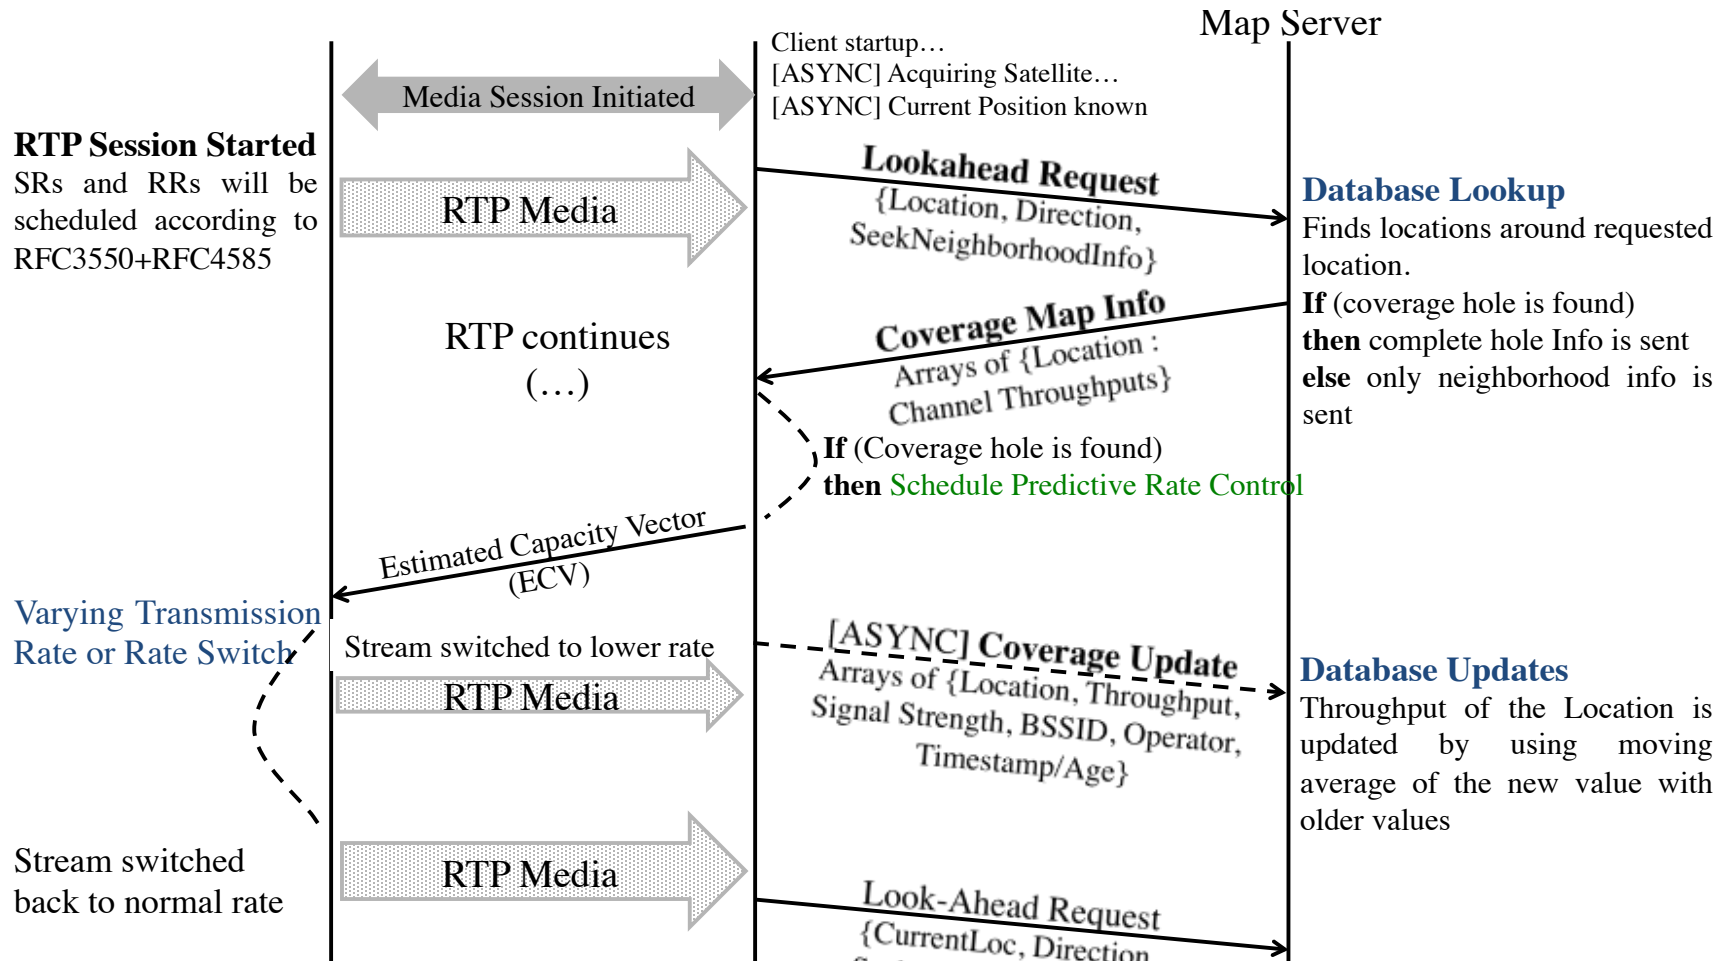 Map Server
Client startup…
[ASYNC] Acquiring Satellite…
[ASYNC] Current Position known
Media Session Initiated
RTP Session Started
SRs and RRs will be
scheduled according to
RFC3550+RFC4585
RTP Media
Lookahead Request
{Location, Direction,
SeekNeighborhoodInfo}
Database Lookup
Finds locations around requested
location.
If (coverage hole is found)
then complete hole Info is sent
else only neighborhood info is
sent
RTP continues
(…)
Coverage Map Info
Arrays of {Location :
Channel Throughputs}
If (Coverage hole is found)
then Schedule Predictive Rate Control
Estimated Capacity Vector
(ECV)
Varying Transmission
Rate or Rate Switch
Stream switched to lower rate
RTP Media
[ASYNC] Coverage Update
Arrays of {Location, Throughput,
Signal Strength, BSSID, Operator,
Timestamp/Age}
Database Updates
Throughput of the Location is
updated by using moving
average of the new value with
older values
Stream switched
back to normal rate
RTP Media
Look-Ahead Request
{CurrentLoc, Direction